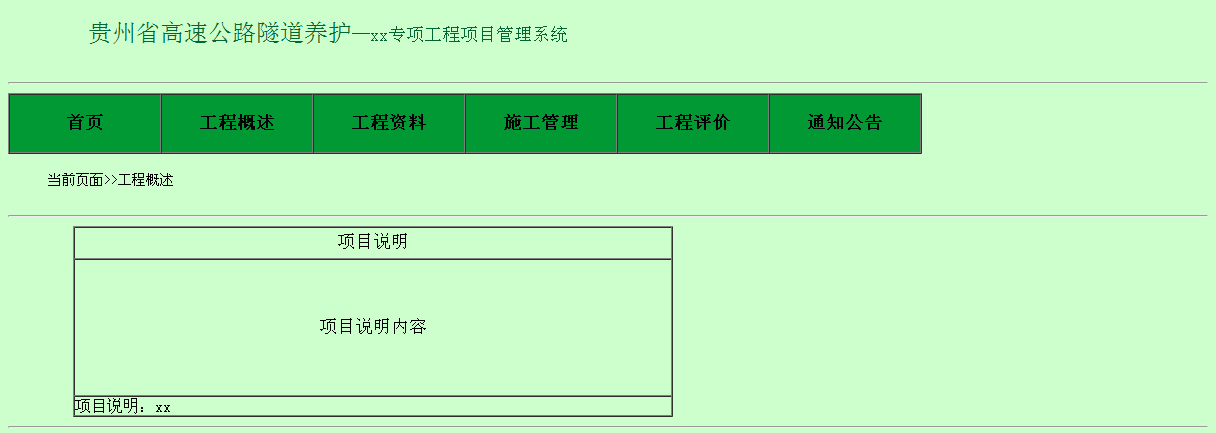 贵州省高速公路隧道养护—xx专项工程项目管理系统
首页 工程概述 工程资料 施工管理 工程评价 通知公告
当前页面>>工程概述
项目说明
项目说明内容
项目说明：xx